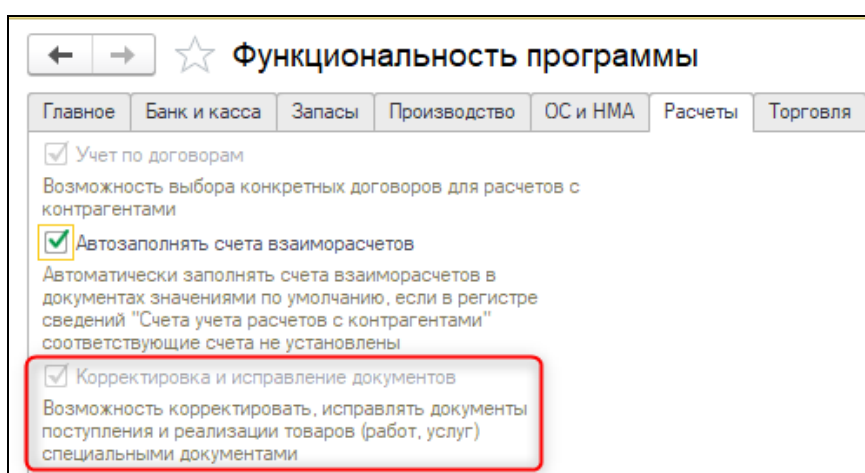 Функциональность программы
Главное Банк и касса Запасы Производство ОС и НМА Расчеты Торговля
Учет по договорам
Возможность выбора конкретных договоров для расчетов с
контрагентами
Автозаполнять счета взаиморасчетов
Автоматически заполнять счета взаиморасчетов в
документах значениями по умолчанию, если в регистре
сведений "Счета учета расчетов с контрагентами"
соответствующие счета не установлены
Корректировка и исправление документов
Возможность корректировать, исправлять документы
поступления и реализации товаров (работ, услуг)
специальными документами